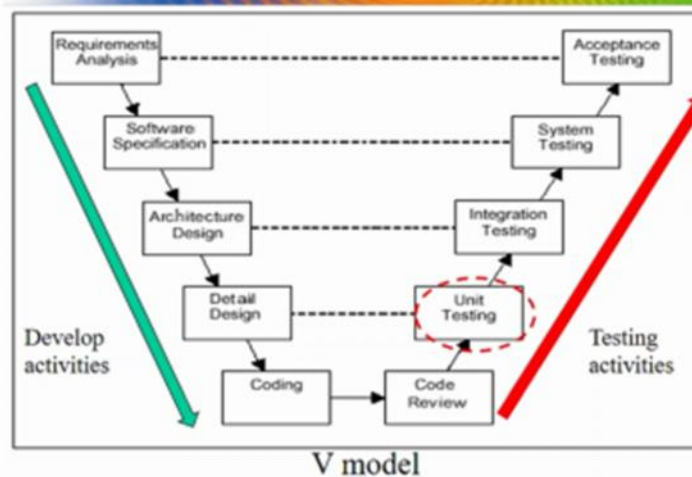 Requirements
Analysis
Acceptance
Testing
Software
Specification
System
Testing
Architecture
Design
Integration
Testing
Detail
Design
Unit
Testing
Develop
activities
Testing
activities
Coding
Code
Review
V model